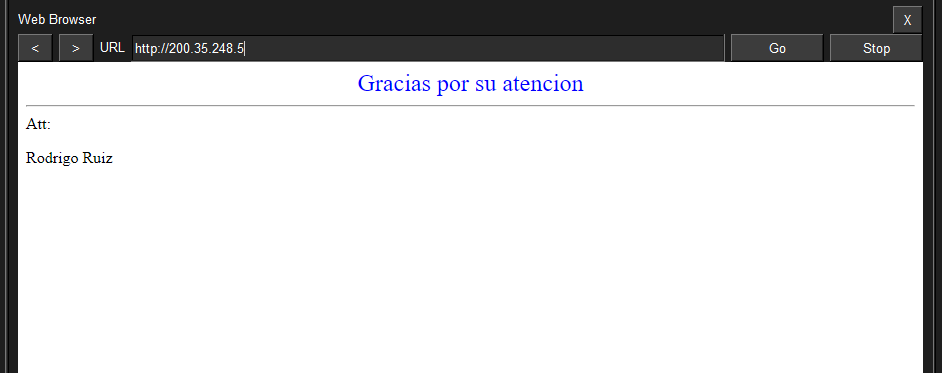 Web Browser
X
< > URL http://200.35.248.5 Go Stop
Gracias por su atencion
Att:
Rodrigo Ruiz